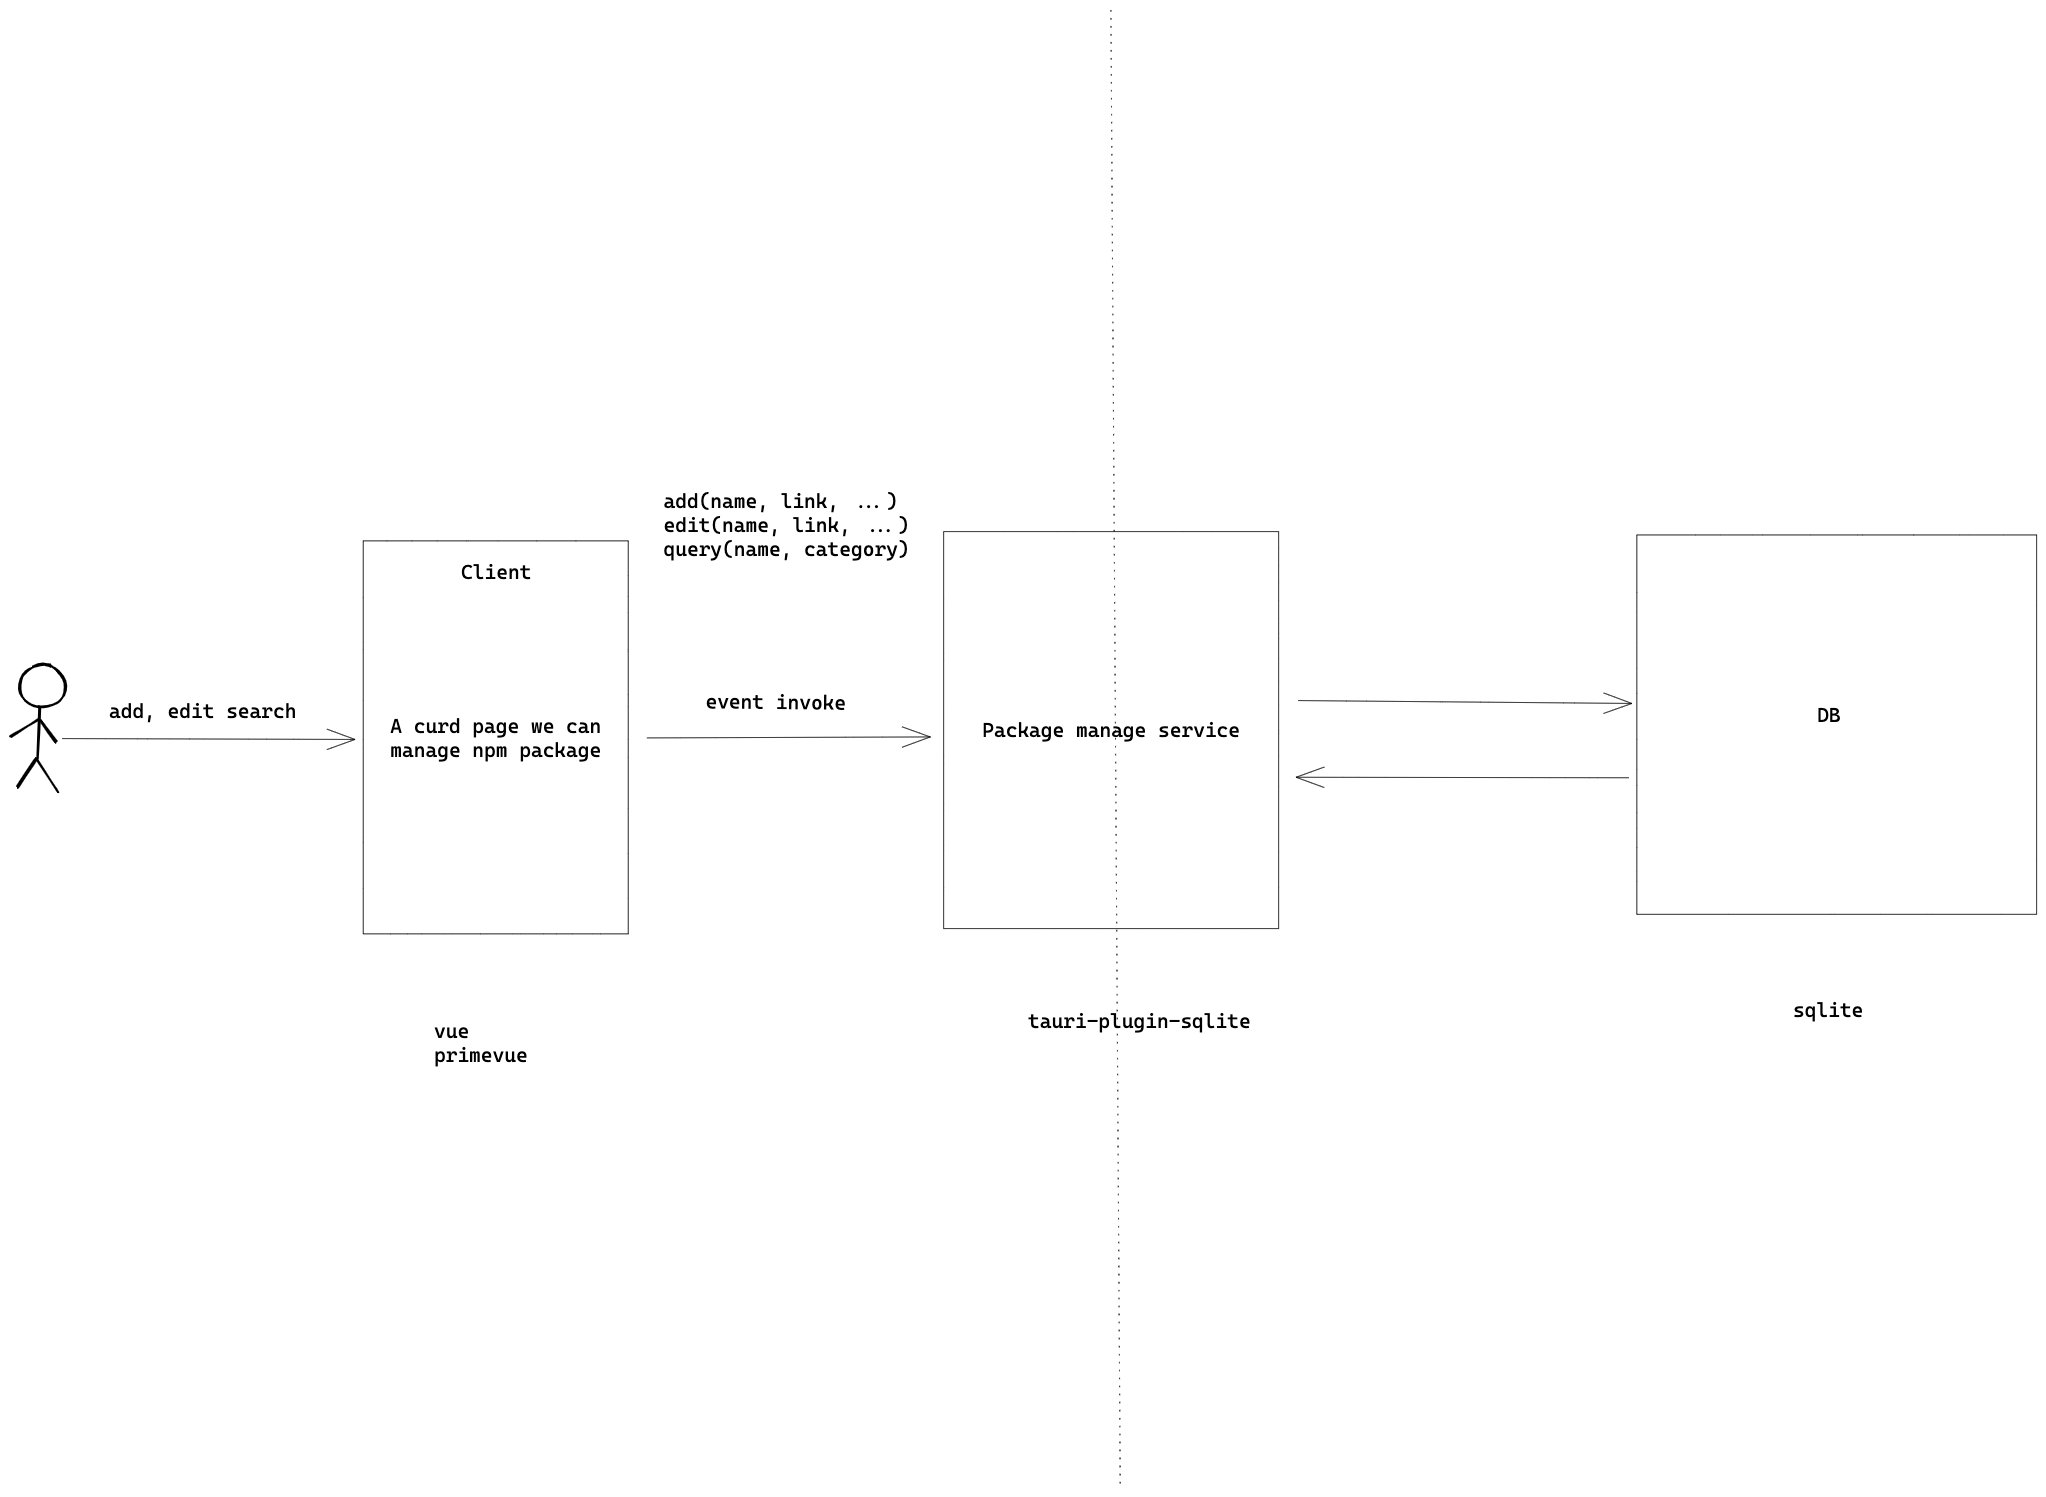 add(name, link, ...)
edit(name, link, ...)
query(name, category)
Client
add, edit search
A curd page we can
manage npm package
event invoke
Package manage service
DB
vue
primevue
tauri-plugin-sqlite
sqlite